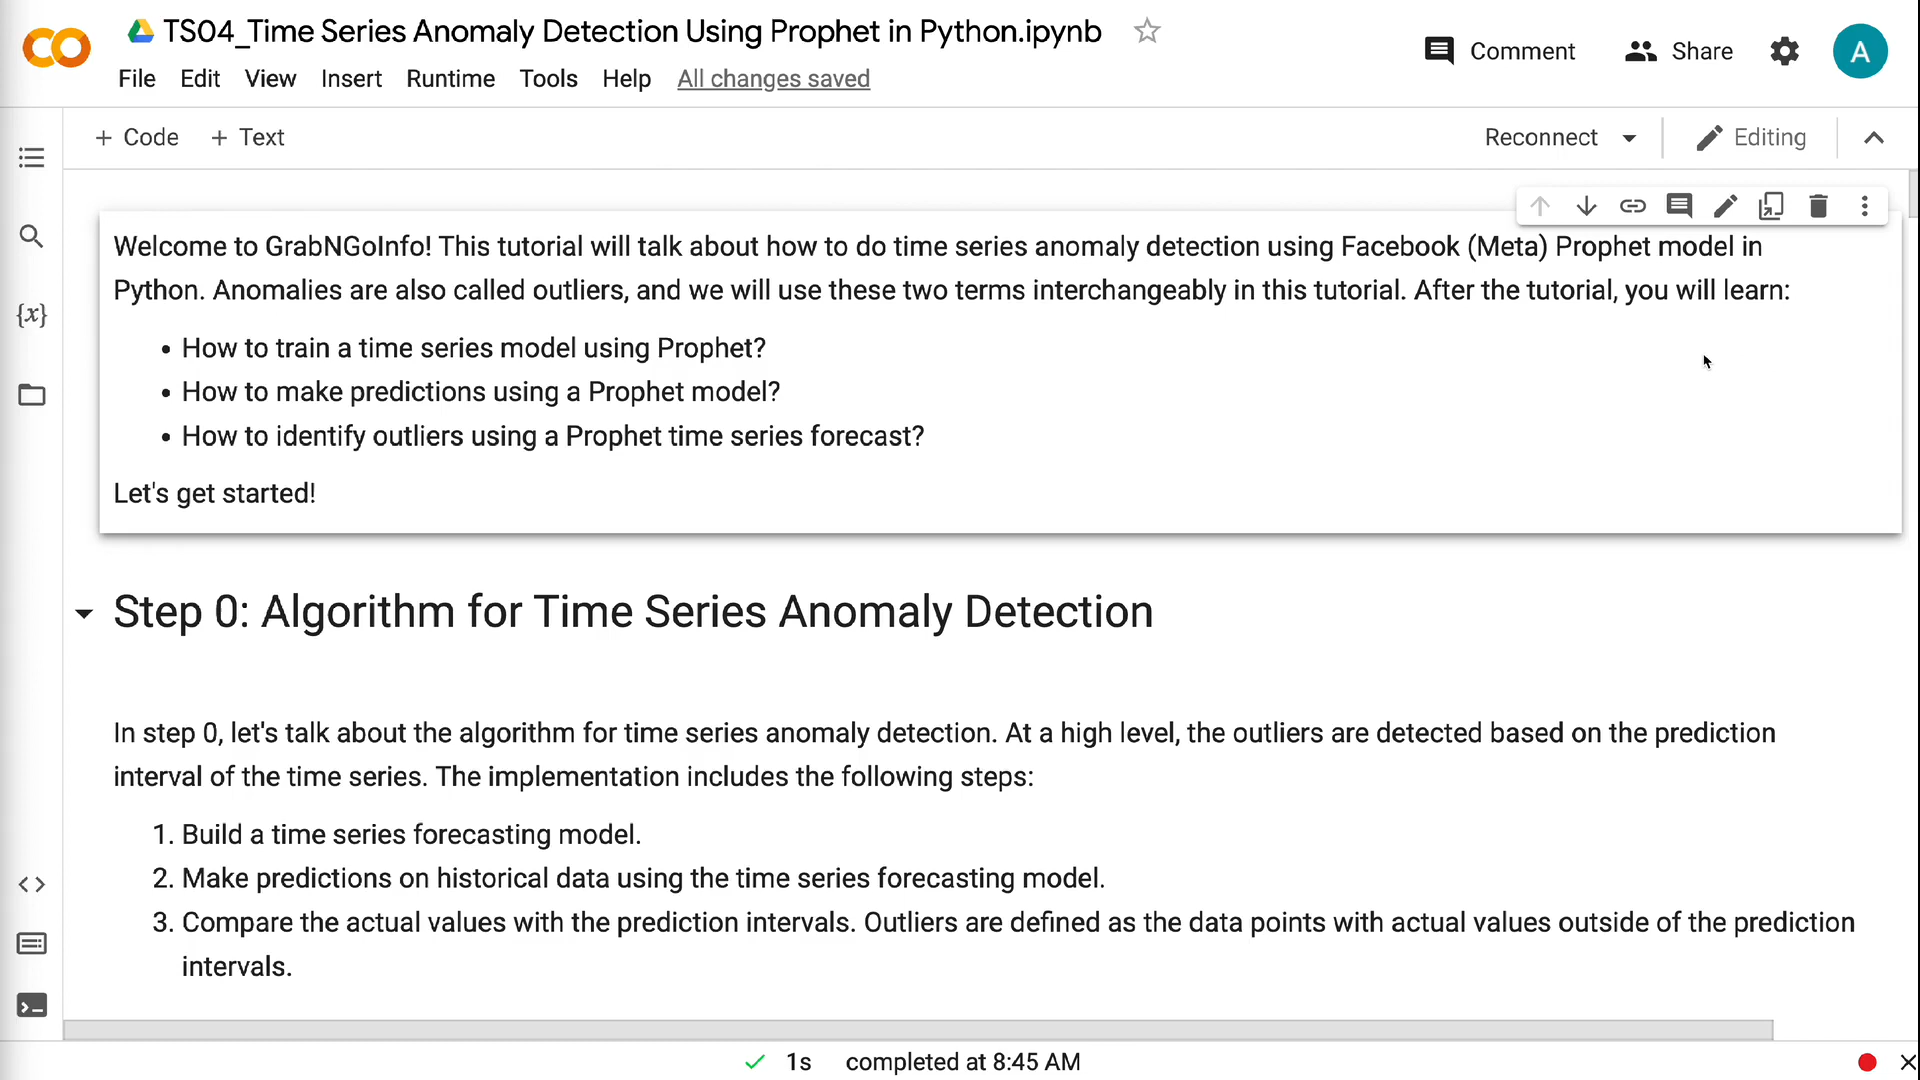 TS04_Time Series Anomaly Detection Using Prophet in Python.ipynb
File Edit View Insert Runtime Tools Help All changes saved
Comment Share A
+ Code + Text
Reconnect Editing
Welcome to GrabNGoInfo! This tutorial will talk about how to do time series anomaly detection using Facebook (Meta) Prophet model in
Python. Anomalies are also called outliers, and we will use these two terms interchangeably in this tutorial. After the tutorial, you will learn:
• How to train a time series model using Prophet?
• How to make predictions using a Prophet model?
• How to identify outliers using a Prophet time series forecast?
Let's get started!
Step 0: Algorithm for Time Series Anomaly Detection
In step 0, let's talk about the algorithm for time series anomaly detection. At a high level, the outliers are detected based on the prediction
interval of the time series. The implementation includes the following steps:
1. Build a time series forecasting model.
2. Make predictions on historical data using the time series forecasting model.
3. Compare the actual values with the prediction intervals. Outliers are defined as the data points with actual values outside of the prediction
intervals.
1s completed at 8:45 AM